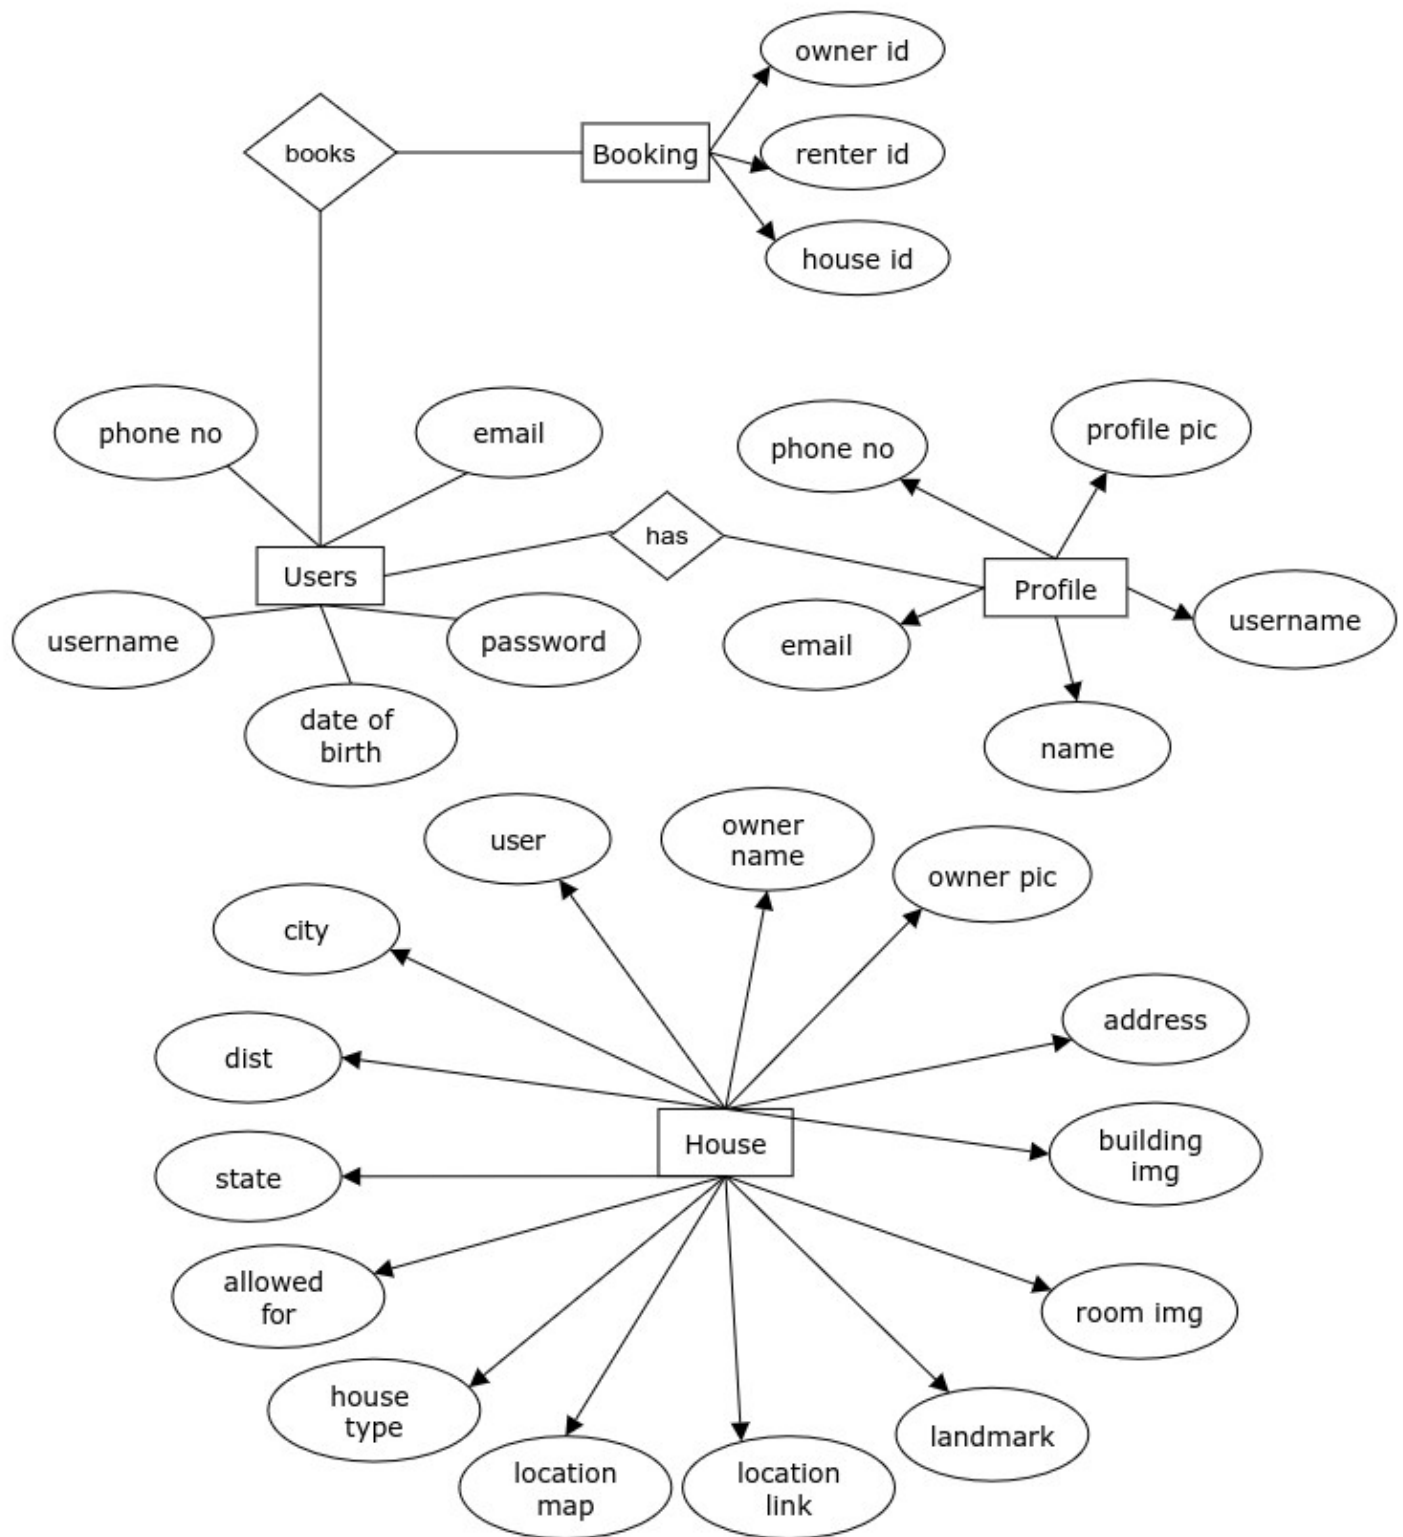 owner id
books
Booking
renter id
house id
phone no
email
phone no
profile pic
has
Users
Profile
username
password
email
username
date of
birth
name
user
owner
name
owner pic
city
address
dist
House
building
img
state
allowed
for
room img
house
type
landmark
location
map
location
link